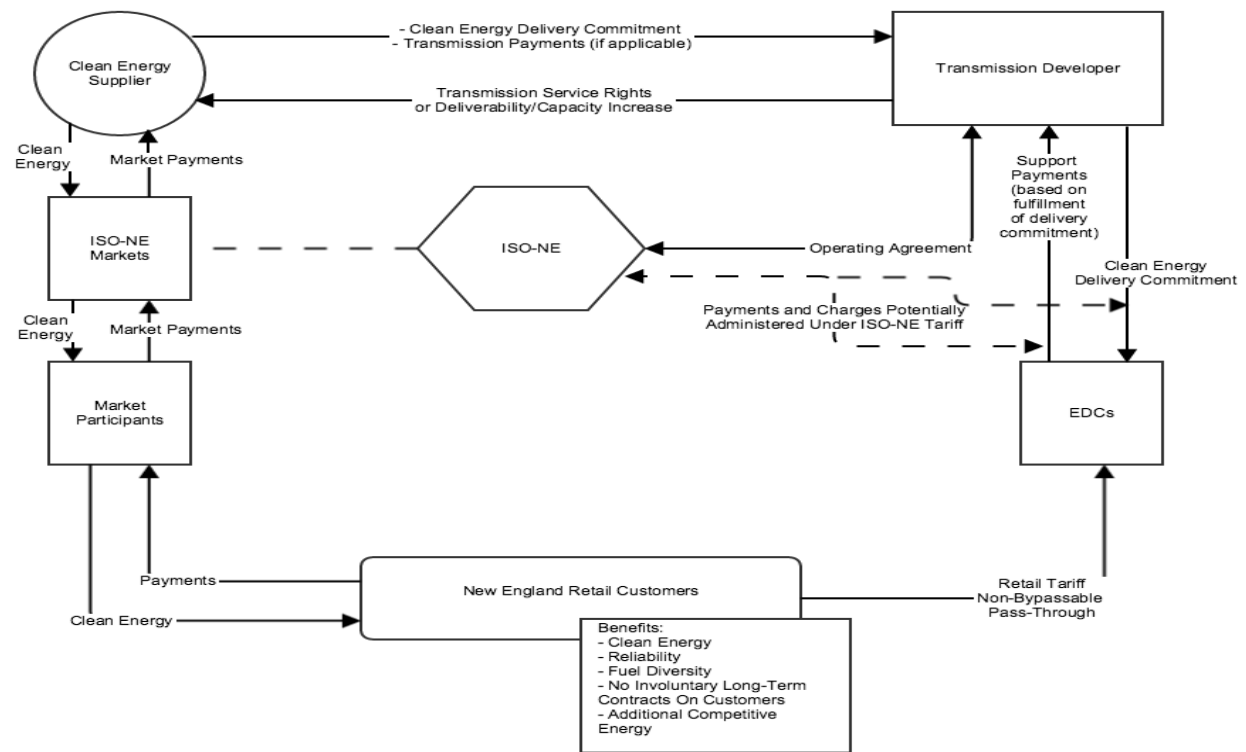 - Clean Energy Delivery Commitment
- Transmission Payments (if applicable)
Clean Energy
Supplier
Transmission Developer
Transmission Service Rights
or Deliverability/Capacity Increase
Clean
Energy
Market Payments
Support
Payments
(based on
fulfillment
of delivery
commitment)
ISO-NE
Markets
ISO-NE
Operating Agreement
Clean Energy
Delivery Commitment
Clean
Energy
Market Payments
Payments and Charges Potentially
Administered Under ISO-NE Tariff
Market
Participants
EDCs
Payments
Clean Energy
New England Retail Customers
Retail Tariff
Non-Bypassable
Pass-Through
Benefits:
- Clean Energy
- Reliability
- Fuel Diversity
- No Involuntary Long-Term
Contracts On Customers
- Additional Competitive
Energy